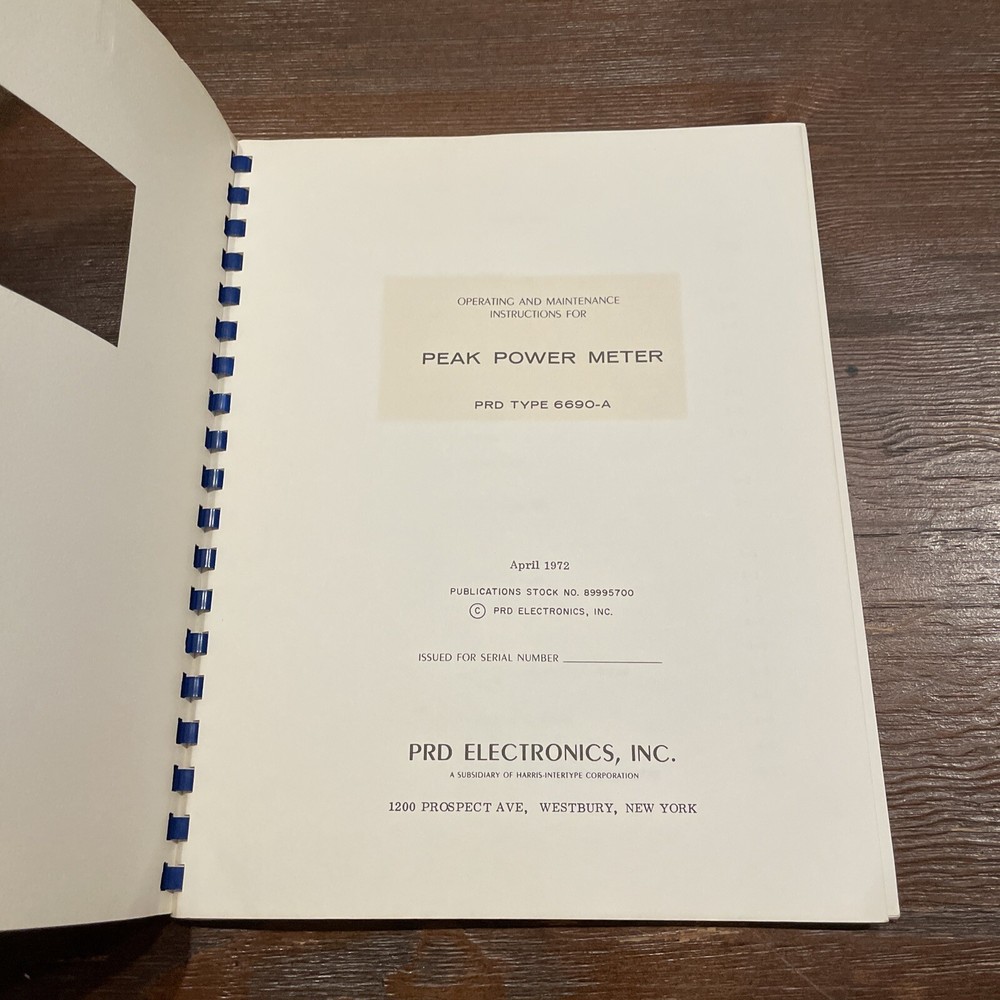 OPERATING AND MAINTENANCE
INSTRUCTIONS FOR
PEAK POWER METER
PRD TYPE 6690-A
April 1972
PUBLICATIONS STOCK NO. 89995700
Ⓒ PRD ELECTRONICS, INC.
ISSUED FOR SERIAL NUMBER ___________
PRD ELECTRONICS, INC.
A SUBSIDIARY OF HARRIS-INTERTYPE CORPORATION
1200 PROSPECT AVE, WESTBURY, NEW YORK